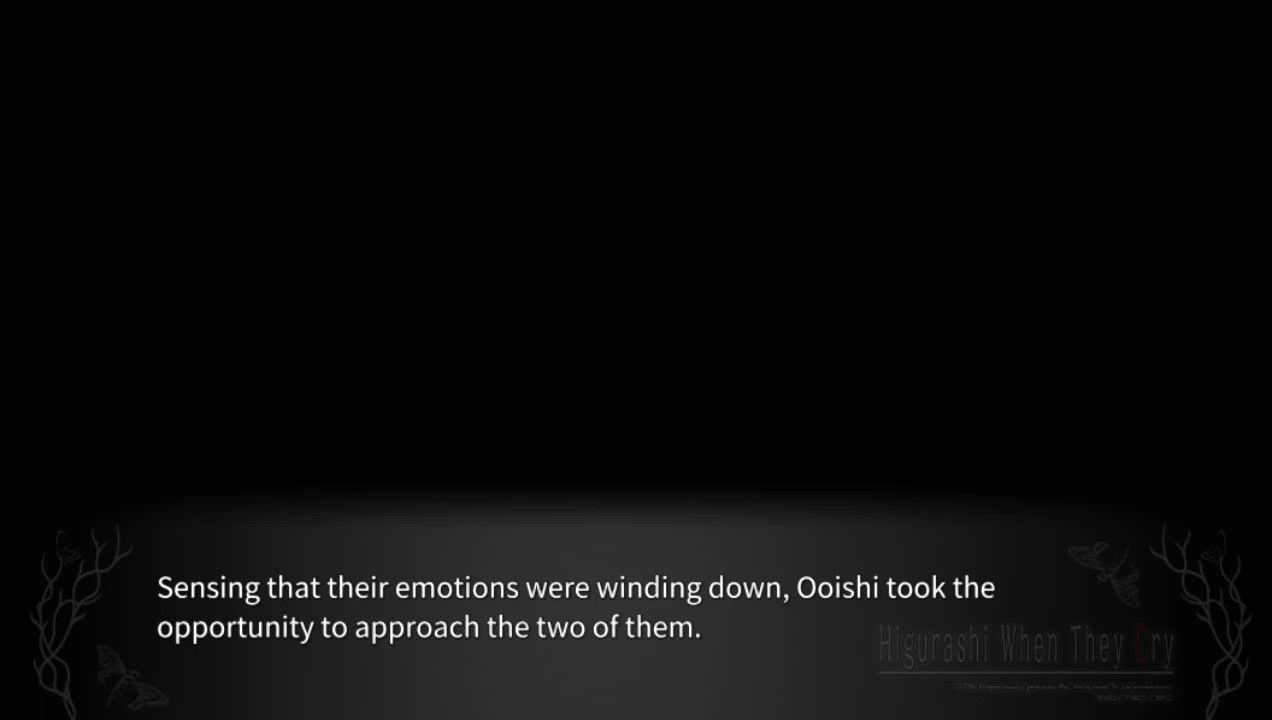 Sensing that their emotions were winding down, Ooishi took the
opportunity to approach the two of them.
Higurashi When They Cry